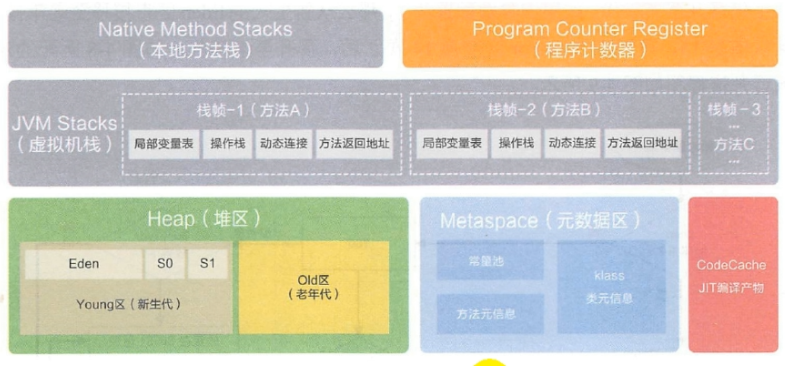 Native Method Stacks
（本地方法栈）
Program Counter Register
（程序计数器）
JVM Stacks
（虚拟机栈）
栈帧-1（方法A）
局部变量表
操作栈
动态连接
方法返回地址
栈帧-2（方法B）
局部变量表
操作栈
动态连接
方法返回地址
栈帧-3
...
方法C
...
Heap（堆区）
Eden
S0
S1
Young区（新生代）
Old区
（老年代）
Metaspace（元数据区）
常量池
方法元信息
klass
类元信息
CodeCache
JIT编译产物